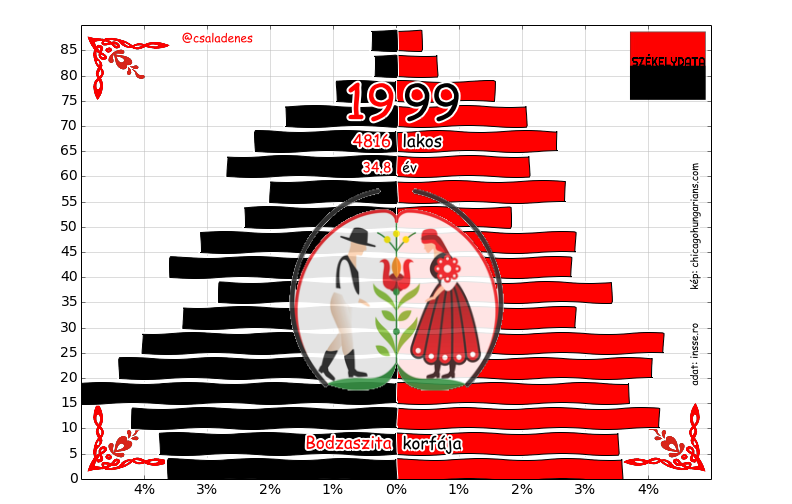 @csaladenes
SZÉKELYDATA
1999
4816 lakos
34.8 év
kép: chicagohungarians.com
adat: insse.ro
Bodzaszita korfája
85
80
75
70
65
60
55
50
45
40
35
30
25
20
15
10
5
0
4% 3% 2% 1% 0% 1% 2% 3% 4%